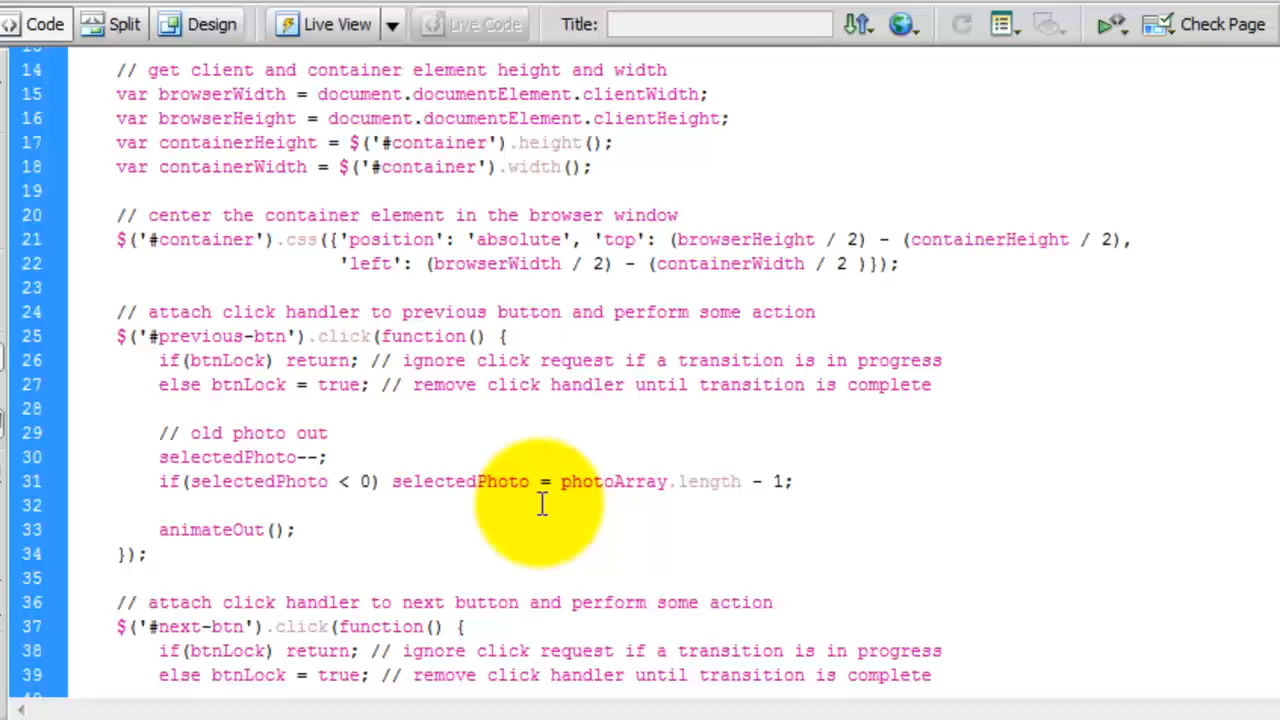 Code Split Design Live View Live Code Title: Check Page
14 // get client and container element height and width
15 var browserWidth = document.documentElement.clientWidth;
16 var browserHeight = document.documentElement.clientHeight;
17 var containerHeight = $('#container').height();
18 var containerWidth = $('#container').width();
19
20 // center the container element in the browser window
21 $('#container').css({'position': 'absolute', 'top': (browserHeight / 2) - (containerHeight / 2),
22 'left': (browserWidth / 2) - (containerWidth / 2 )});
23
24 // attach click handler to previous button and perform some action
25 $('#previous-btn').click(function() {
26 if(btnLock) return; // ignore click request if a transition is in progress
27 else btnLock = true; // remove click handler until transition is complete
28
29 // old photo out
30 selectedPhoto--;
31 if(selectedPhoto < 0) selectedPhoto = photoArray.length - 1;
32
33 animateOut();
34 });
35
36 // attach click handler to next button and perform some action
37 $('#next-btn').click(function() {
38 if(btnLock) return; // ignore click request if a transition is in progress
39 else btnLock = true; // remove click handler until transition is complete